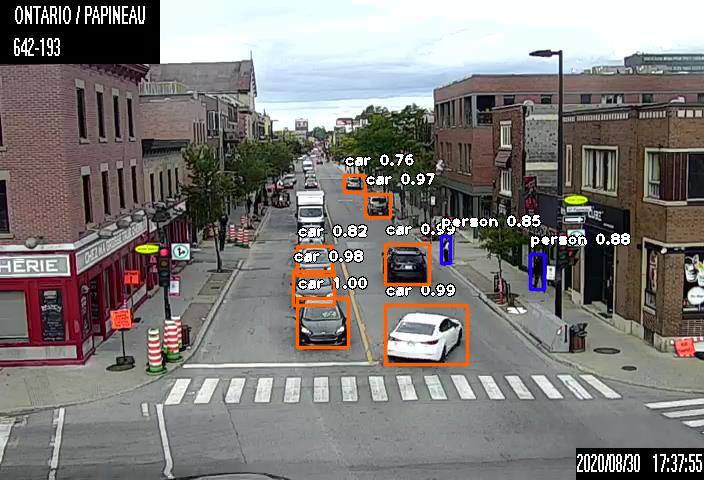 ONTARIO / PAPINEAU
642-193
car 0.76
car 0.97
car 0.82
car 0.99
person 0.85
person 0.88
car 0.98
car 1.00
car 0.99
HÉRIE
2020/08/30 17:37:55